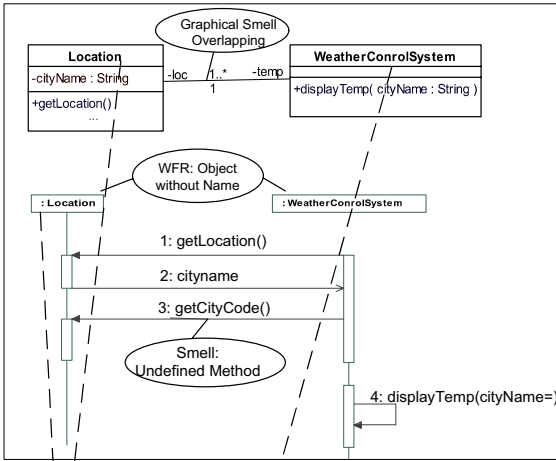 Graphical Smell
Overlapping
Location
-cityName : String
+getLocation()
...
-loc
1..*
1
-temp
WeatherConrolSystem
+displayTemp( cityName : String )
WFR: Object
without Name
: Location
: WeatherConrolSystem
1: getLocation()
2: cityname
3: getCityCode()
Smell:
Undefined Method
4: displayTemp(cityName=)